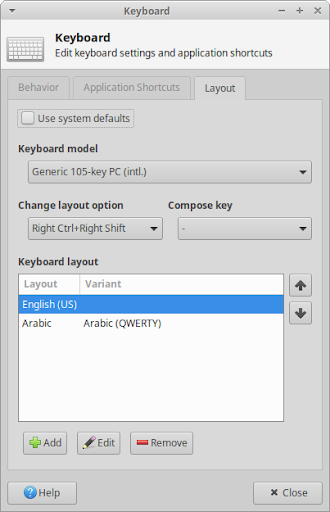 Keyboard
Keyboard
Edit keyboard settings and application shortcuts
Behavior Application Shortcuts Layout
Use system defaults
Keyboard model
Generic 105-key PC (intl.)
Change layout option Compose key
Right Ctrl+Right Shift -
Keyboard layout
Layout Variant
English (US)
Arabic Arabic (QWERTY)
Add Edit Remove
Help Close